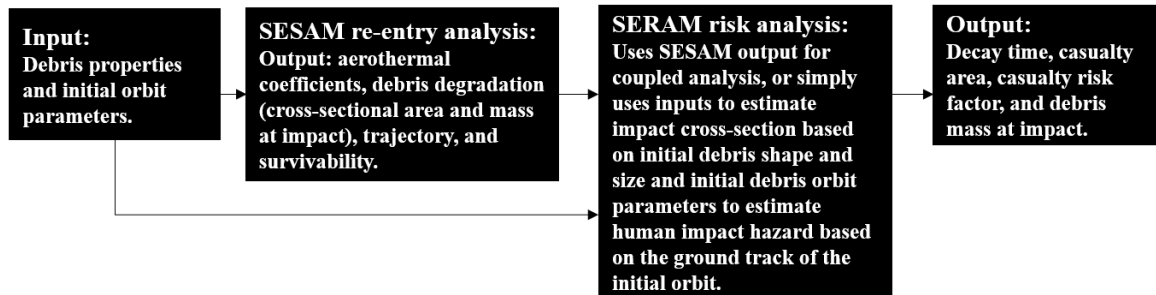 Input:
Debris properties
and initial orbit
parameters.
SESAM re-entry analysis:
Output: aerothermal
coefficients, debris degradation
(cross-sectional area and mass
at impact), trajectory, and
survivability.
SERAM risk analysis:
Uses SESAM output for
coupled analysis, or simply
uses inputs to estimate
impact cross-section based
on initial debris shape and
size and initial debris orbit
parameters to estimate
human impact hazard based
on the ground track of the
initial orbit.
Output:
Decay time, casualty
area, casualty risk
factor, and debris
mass at impact.